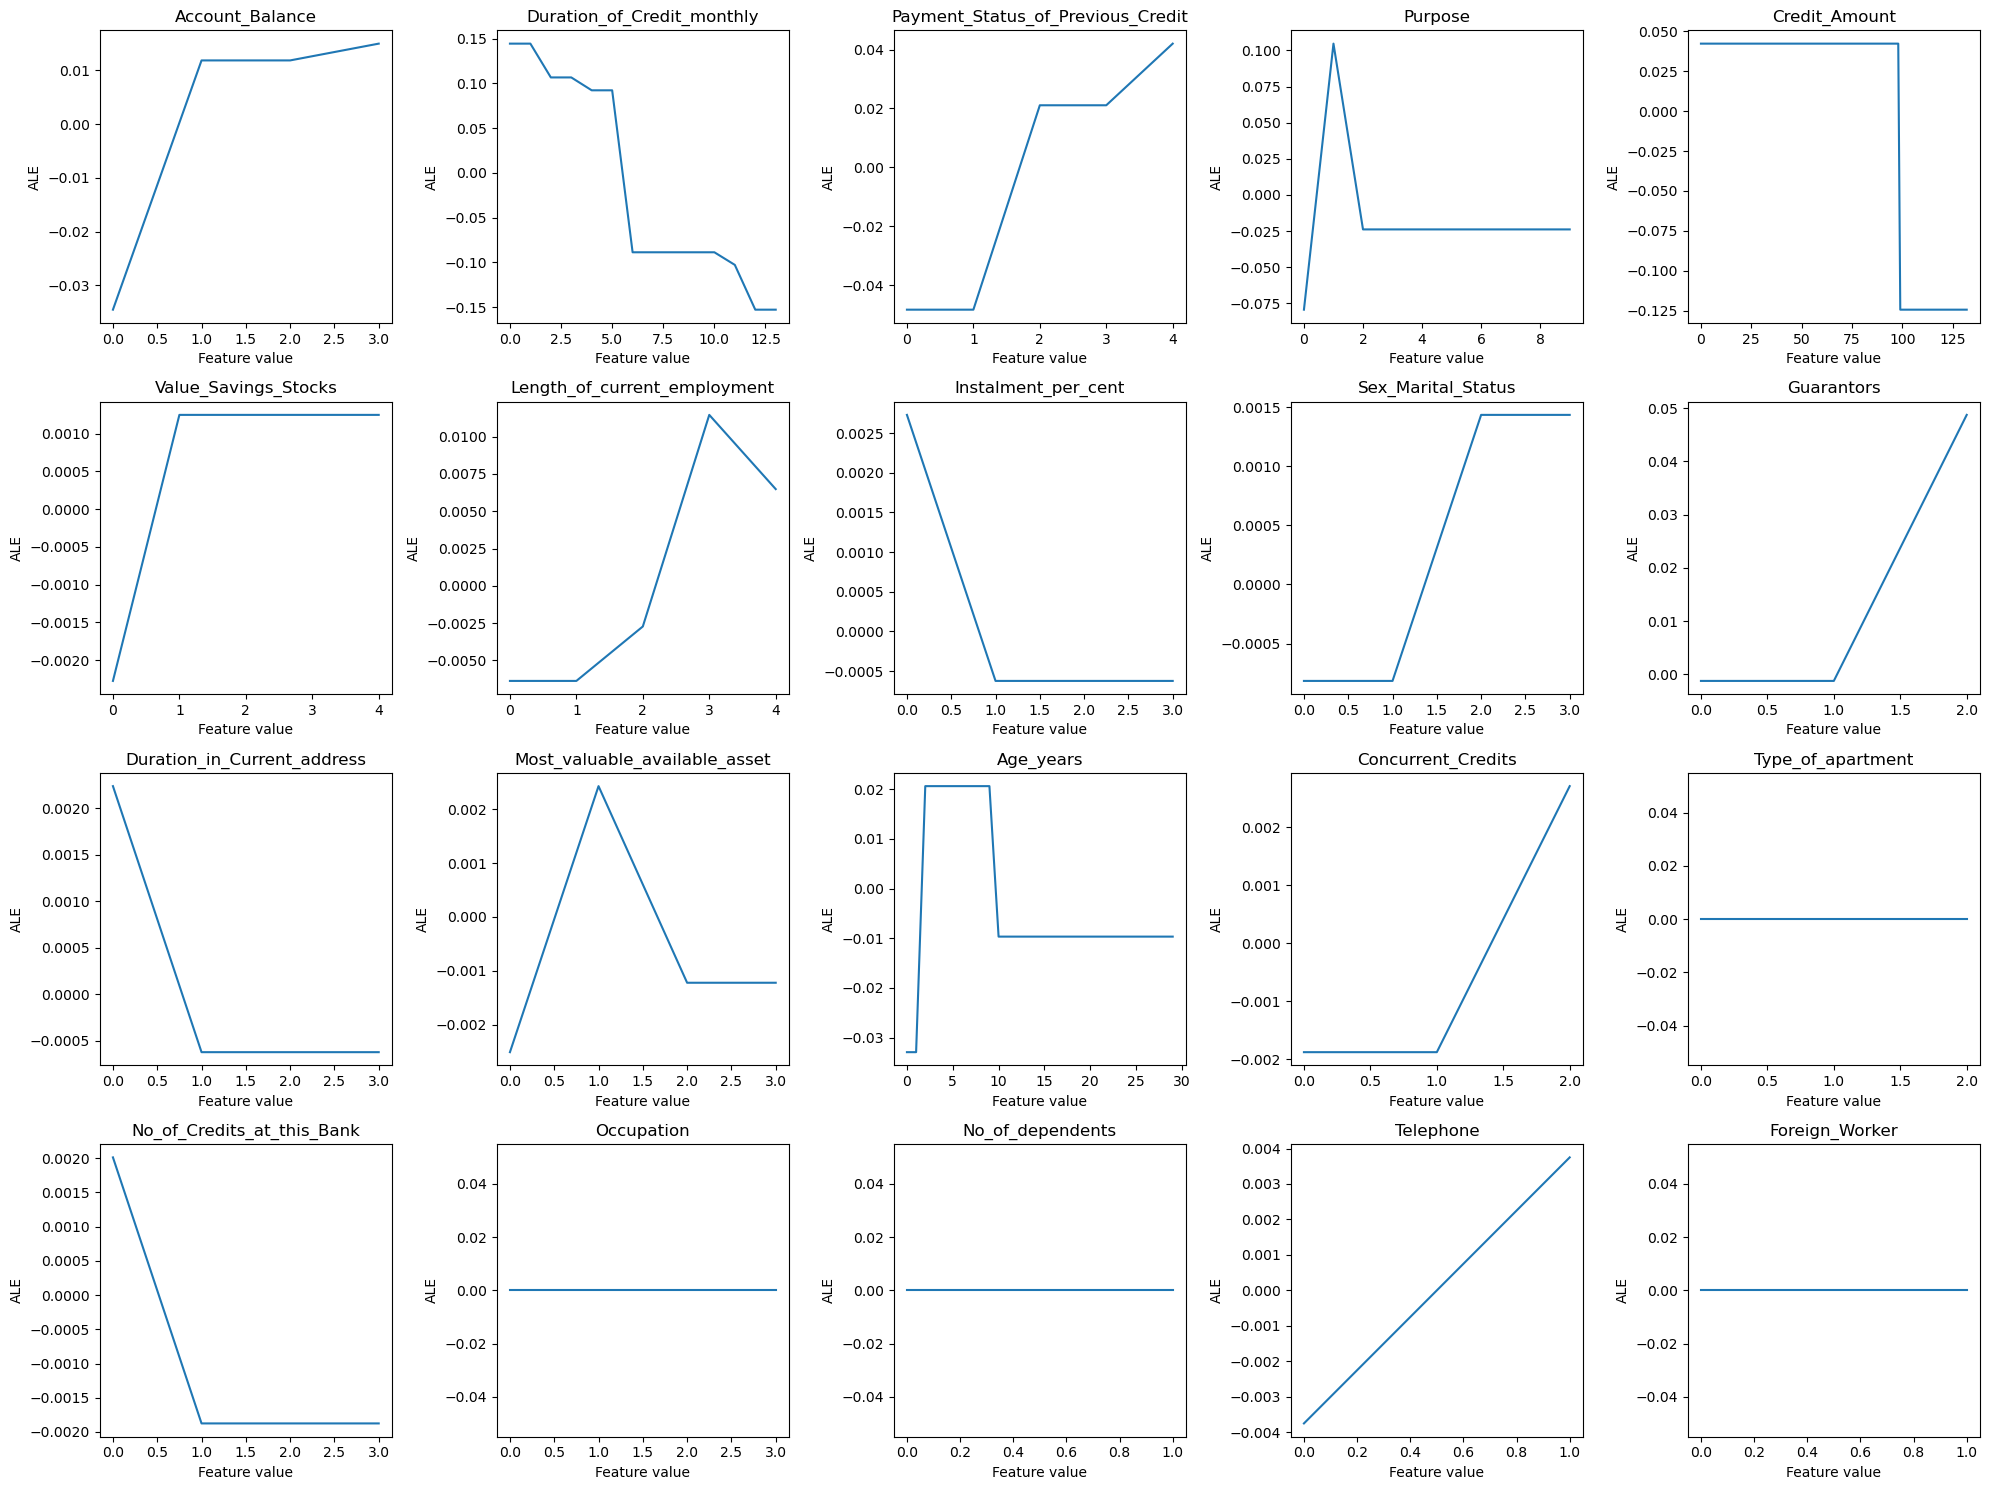 Account_Balance Duration_of_Credit_monthly Payment_Status_of_Previous_Credit Purpose Credit_Amount
0.01
0.00
−0.01
−0.02
−0.03
ALE
0.0 0.5 1.0 1.5 2.0 2.5 3.0
Feature value
0.15
0.10
0.05
0.00
−0.05
−0.10
−0.15
ALE
0.0 2.5 5.0 7.5 10.0 12.5
Feature value
0.04
0.02
0.00
−0.02
−0.04
ALE
0 1 2 3 4
Feature value
0.100
0.075
0.050
0.025
0.000
−0.025
−0.050
−0.075
ALE
0 2 4 6 8
Feature value
0.050
0.025
0.000
−0.025
−0.050
−0.075
−0.100
−0.125
ALE
0 25 50 75 100 125
Feature value
Value_Savings_Stocks Length_of_current_employment Instalment_per_cent Sex_Marital_Status Guarantors
0.0010
0.0005
0.0000
−0.0005
−0.0010
−0.0015
−0.0020
ALE
0 1 2 3 4
Feature value
0.0100
0.0075
0.0050
0.0025
0.0000
−0.0025
−0.0050
ALE
0 1 2 3 4
Feature value
0.0025
0.0020
0.0015
0.0010
0.0005
0.0000
−0.0005
ALE
0.0 0.5 1.0 1.5 2.0 2.5 3.0
Feature value
0.0015
0.0010
0.0005
0.0000
−0.0005
ALE
0.0 0.5 1.0 1.5 2.0 2.5 3.0
Feature value
0.05
0.04
0.03
0.02
0.01
0.00
ALE
0.0 0.5 1.0 1.5 2.0
Feature value
Duration_in_Current_address Most_valuable_available_asset Age_years Concurrent_Credits Type_of_apartment
0.0020
0.0015
0.0010
0.0005
0.0000
−0.0005
ALE
0.0 0.5 1.0 1.5 2.0 2.5 3.0
Feature value
0.002
0.001
0.000
−0.001
−0.002
ALE
0.0 0.5 1.0 1.5 2.0 2.5 3.0
Feature value
0.02
0.01
0.00
−0.01
−0.02
−0.03
ALE
0 5 10 15 20 25 30
Feature value
0.002
0.001
0.000
−0.001
−0.002
ALE
0.0 0.5 1.0 1.5 2.0
Feature value
0.04
0.02
0.00
−0.02
−0.04
ALE
0.0 0.5 1.0 1.5 2.0
Feature value
No_of_Credits_at_this_Bank Occupation No_of_dependents Telephone Foreign_Worker
0.0020
0.0015
0.0010
0.0005
0.0000
−0.0005
−0.0010
−0.0015
−0.0020
ALE
0.0 0.5 1.0 1.5 2.0 2.5 3.0
Feature value
0.04
0.02
0.00
−0.02
−0.04
ALE
0.0 0.5 1.0 1.5 2.0 2.5 3.0
Feature value
0.04
0.02
0.00
−0.02
−0.04
ALE
0.0 0.2 0.4 0.6 0.8 1.0
Feature value
0.004
0.003
0.002
0.001
0.000
−0.001
−0.002
−0.003
−0.004
ALE
0.0 0.2 0.4 0.6 0.8 1.0
Feature value
0.04
0.02
0.00
−0.02
−0.04
ALE
0.0 0.2 0.4 0.6 0.8 1.0
Feature value